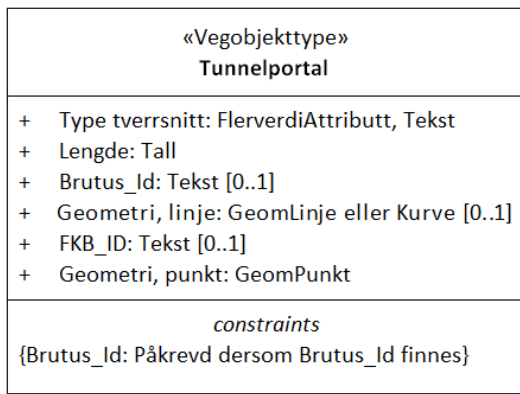 «Vegobjekttype»
Tunnelportal
+ Type tverrsnitt: FlerverdiAttributt, Tekst
+ Lengde: Tall
+ Brutus_Id: Tekst [0..1]
+ Geometri, linje: GeomLinje eller Kurve [0..1]
+ FKB_ID: Tekst [0..1]
+ Geometri, punkt: GeomPunkt
constraints
{Brutus_Id: Påkrevd dersom Brutus_Id finnes}